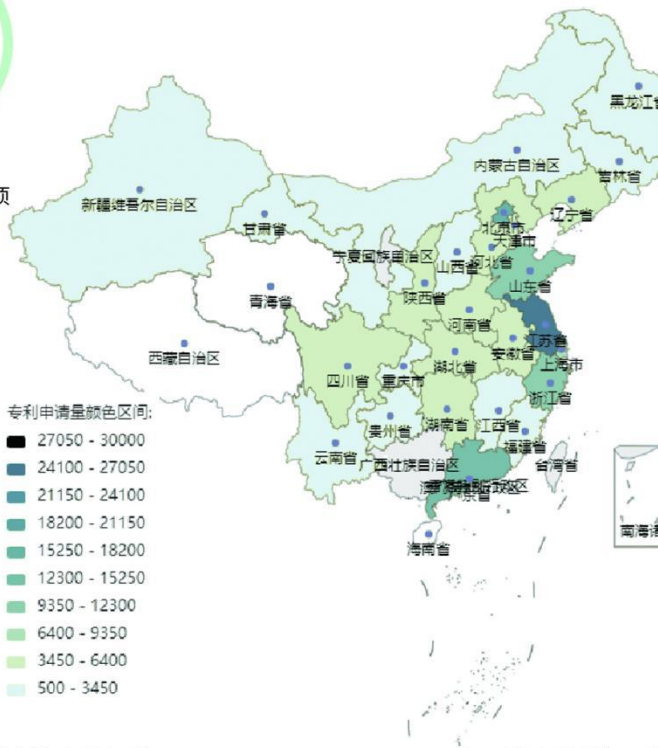 项
黑龙江省
内蒙古自治区
吉林省
新疆维吾尔自治区
辽宁省
甘肃省
北京市
天津市
宁夏回族自治区
山西省
河北省
山东省
青海省
陕西省
河南省
江苏省
西藏自治区
安徽省
湖北省
上海市
四川省
重庆市
浙江省
专利申请量颜色区间:
27050 - 30000
24100 - 27050
21150 - 24100
18200 - 21150
15250 - 18200
12300 - 15250
9350 - 12300
6400 - 9350
3450 - 6400
500 - 3450
贵州省
湖南省
江西省
云南省
福建省
广西壮族自治区
台湾省
海南省
南海诸